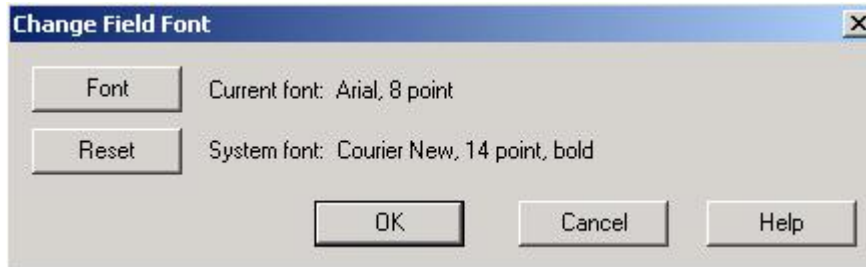 Change Field Font
Font Current font: Arial, 8 point
Reset System font: Courier New, 14 point, bold
OK Cancel Help